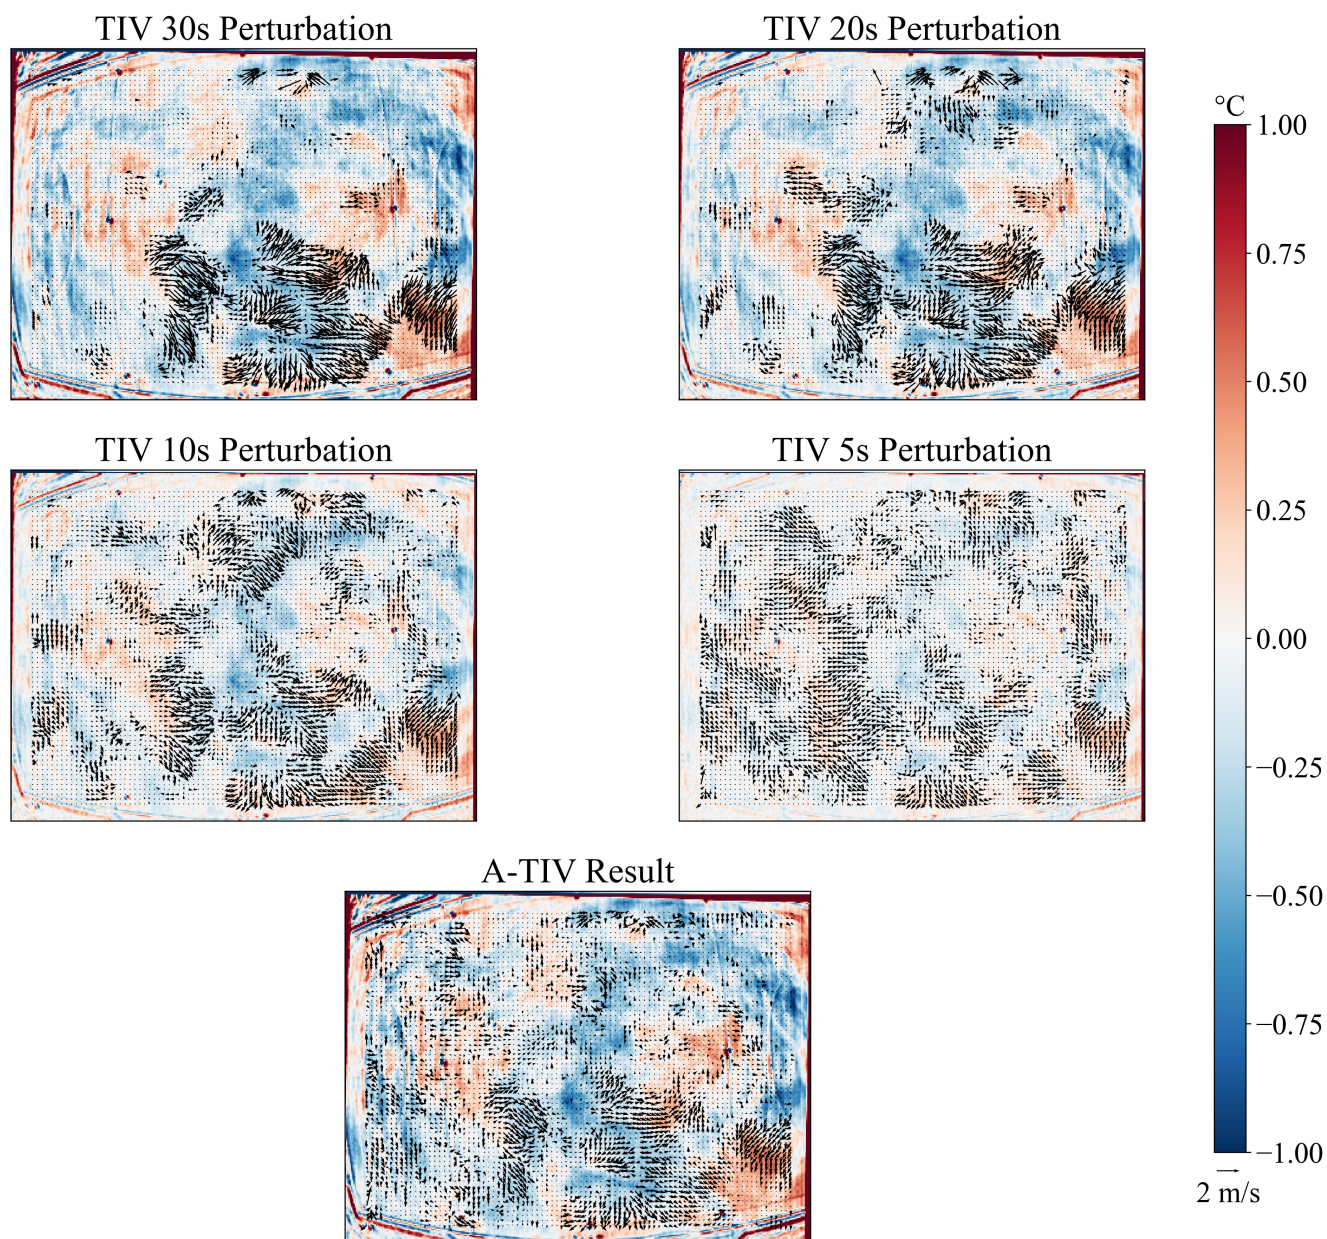 TIV 30s Perturbation
TIV 20s Perturbation
TIV 10s Perturbation
TIV 5s Perturbation
A-TIV Result
°C
1.00
0.75
0.50
0.25
0.00
−0.25
−0.50
−0.75
−1.00
2 m/s